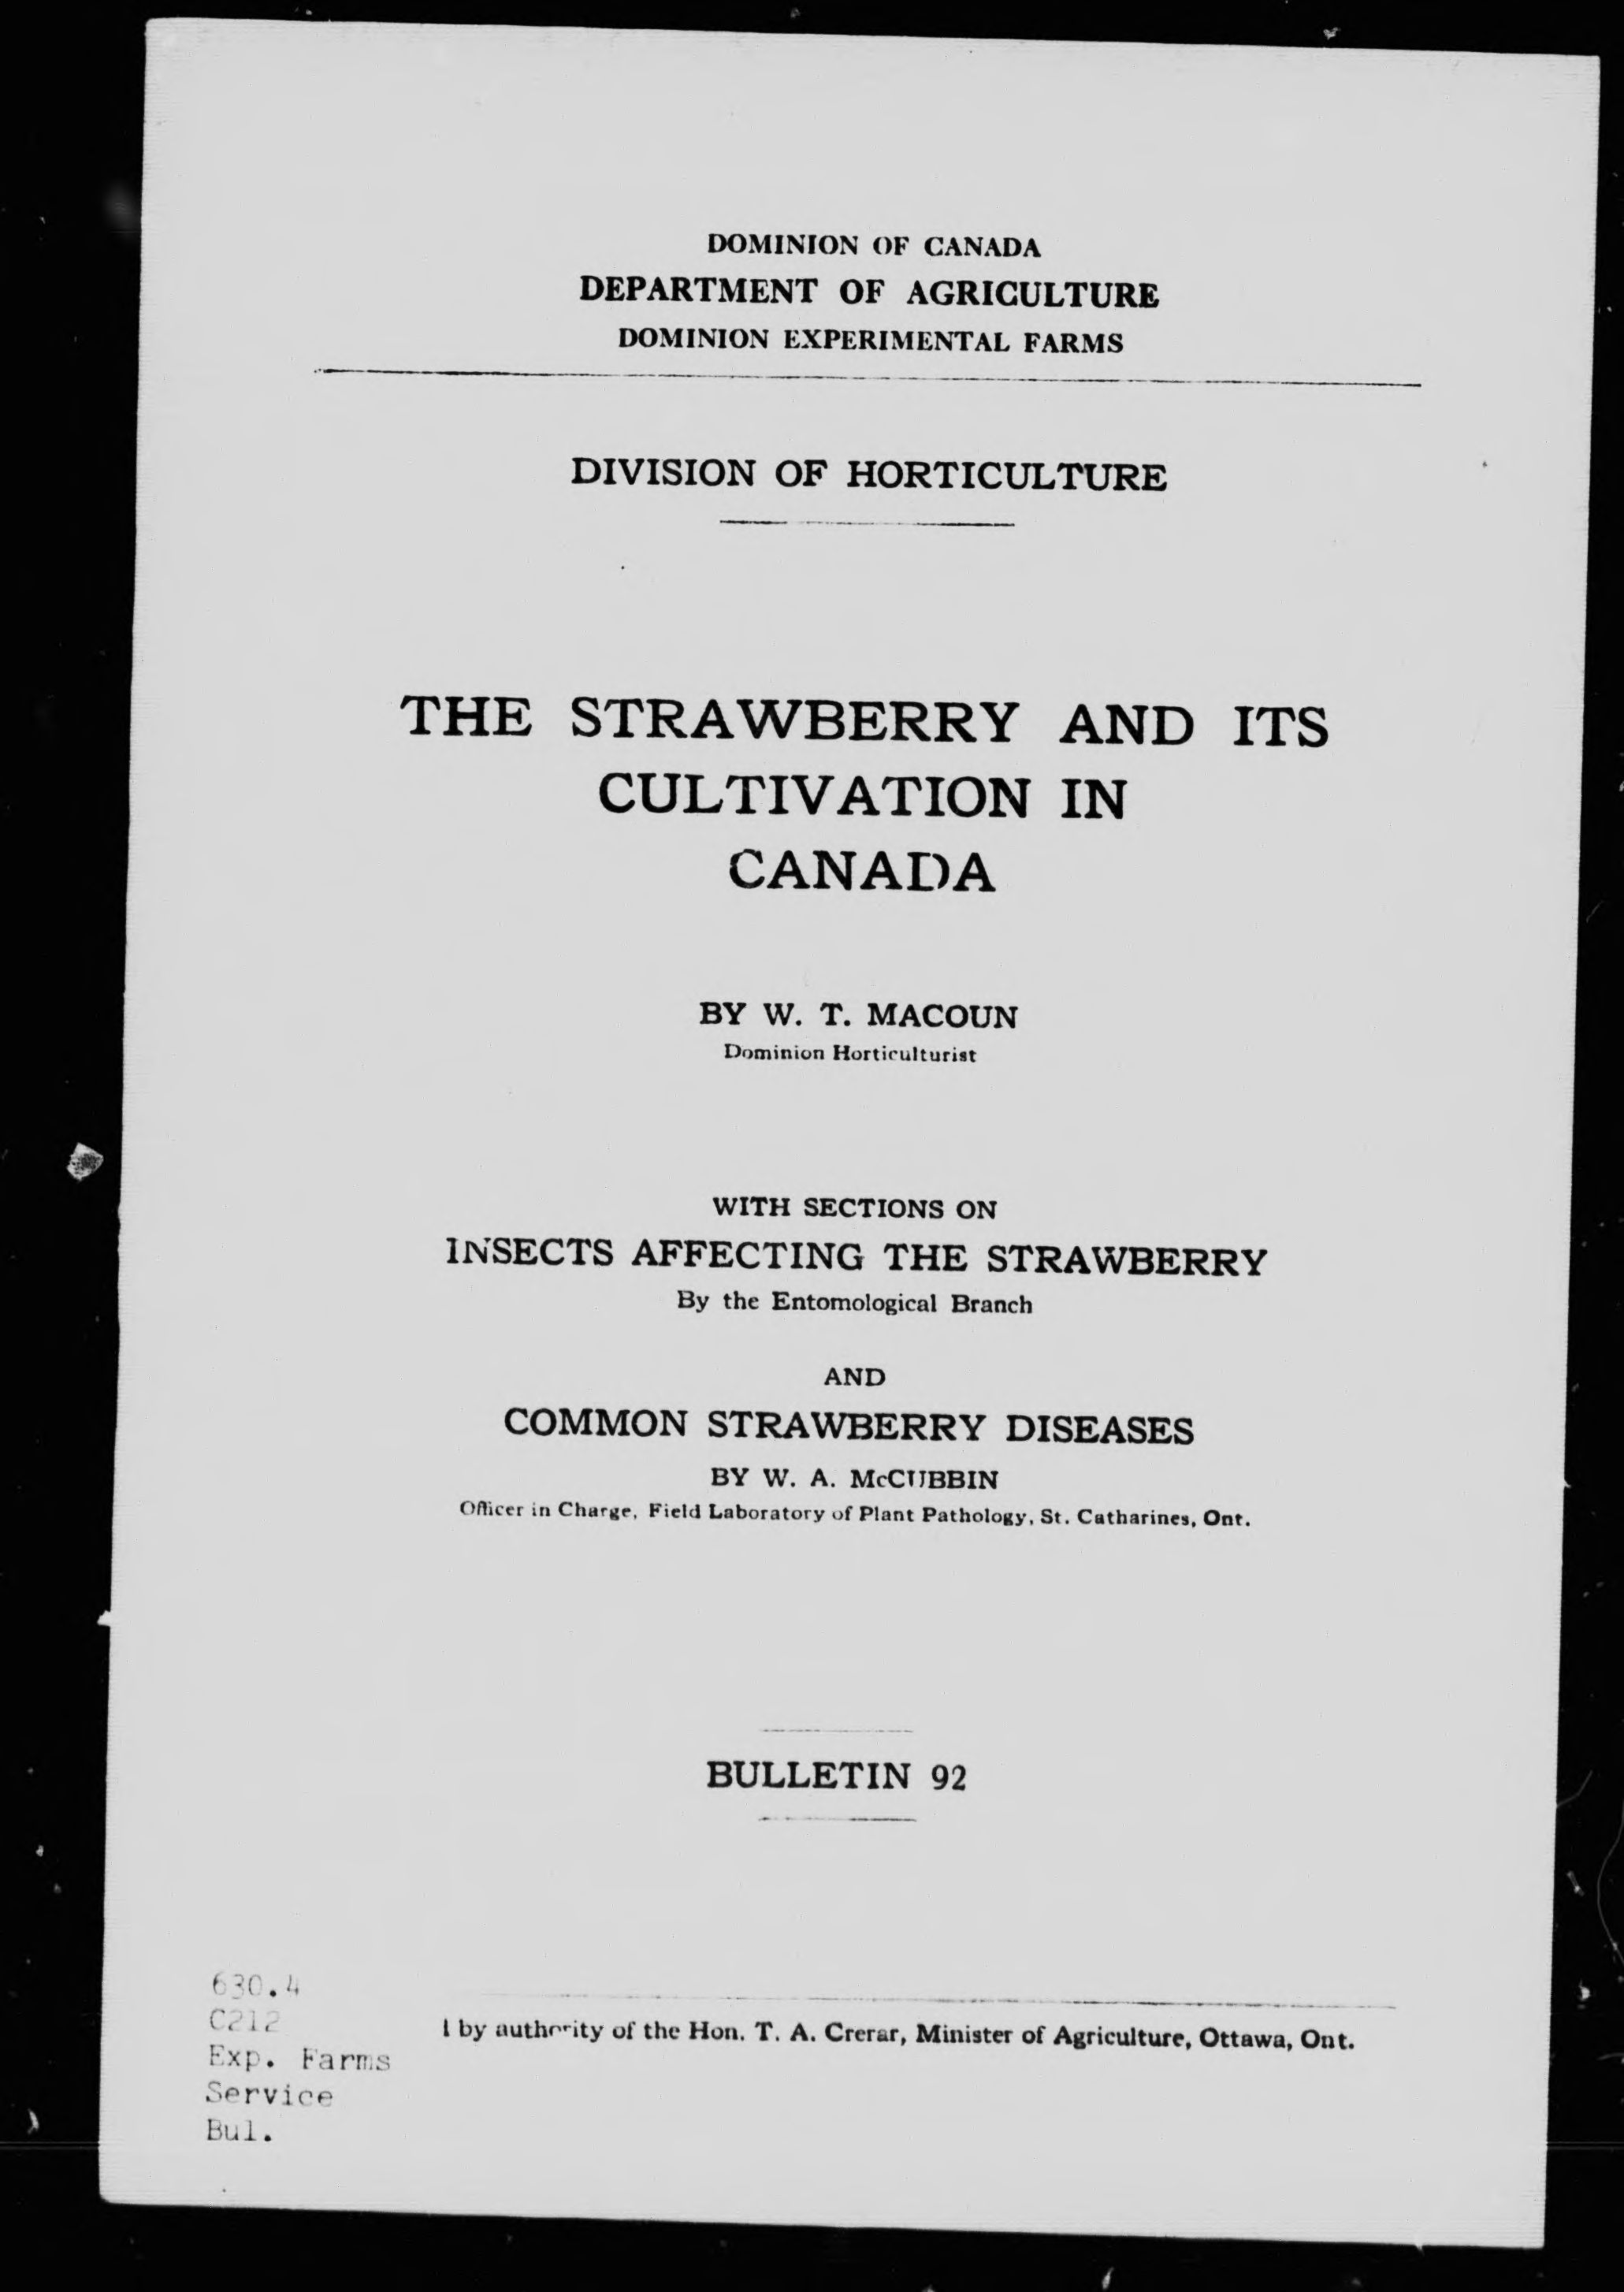 DOMINION OF CANADA
DEPARTMENT OF AGRICULTURE
DOMINION EXPERIMENTAL FARMS
DIVISION OF HORTICULTURE
THE STRAWBERRY AND ITS
CULTIVATION IN
CANADA
BY W. T. MACOUN
Dominion Horticulturist
WITH SECTIONS ON
INSECTS AFFECTING THE STRAWBERRY
By the Entomological Branch
AND
COMMON STRAWBERRY DISEASES
BY W. A. McCUBBIN
Officer in Charge, Field Laboratory of Plant Pathology, St. Catharines, Ont.
BULLETIN 92
by authority of the Hon. T. A. Crerar, Minister of Agriculture, Ottawa, Ont.
630.4
C212
Exp. Farms
Service
Bul.